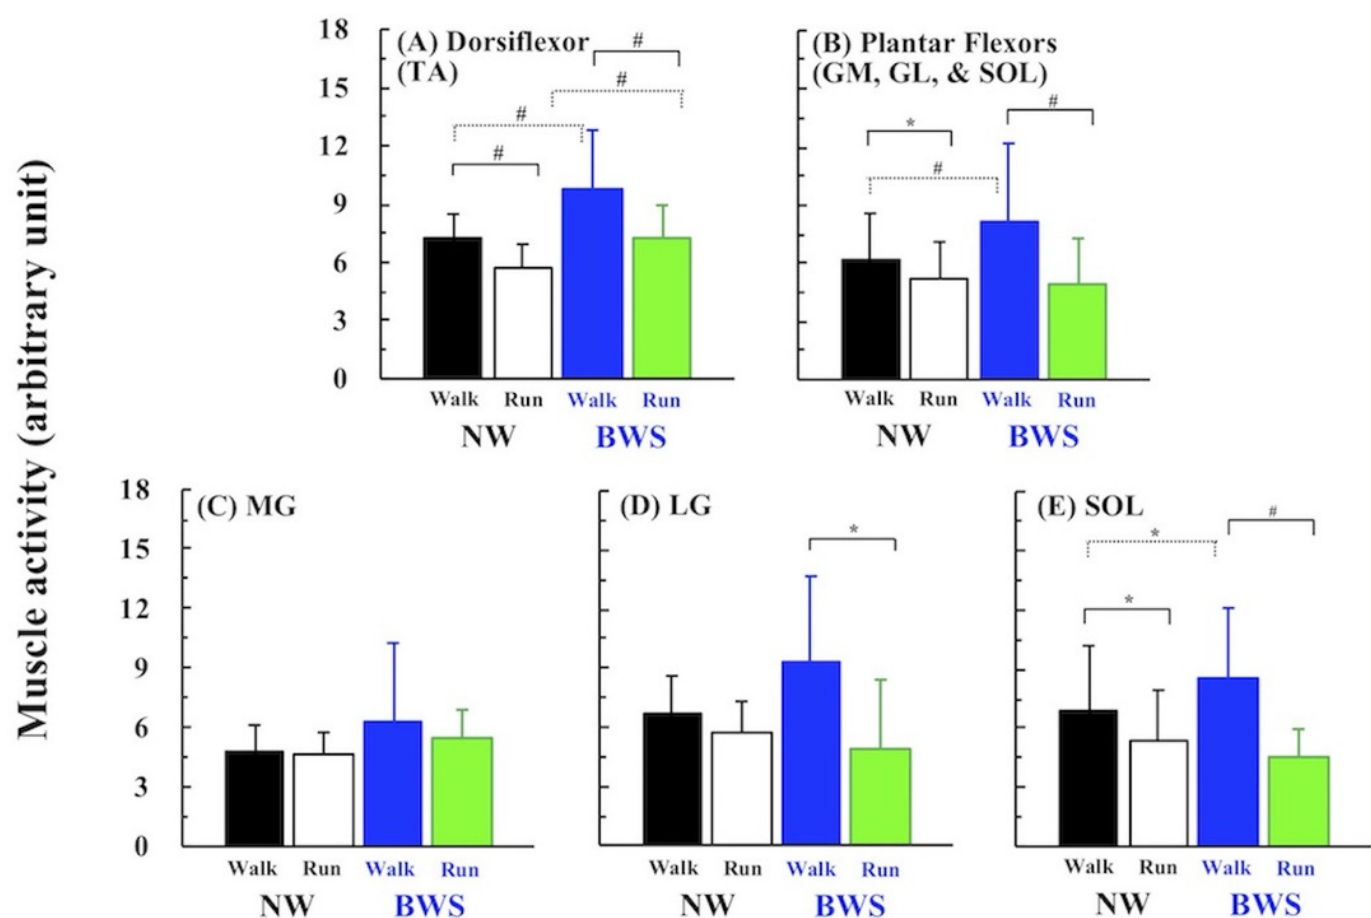 Muscle activity (arbitrary unit)
18
15
12
9
6
3
0
(A) Dorsiflexor
(TA)
#
#
#
#
Walk Run Walk Run
NW BWS
(B) Plantar Flexors
(GM, GL, & SOL)
#
*
#
Walk Run Walk Run
NW BWS
18
15
12
9
6
3
0
(C) MG
Walk Run Walk Run
NW BWS
(D) LG
*
Walk Run Walk Run
NW BWS
(E) SOL
#
*
*
Walk Run Walk Run
NW BWS